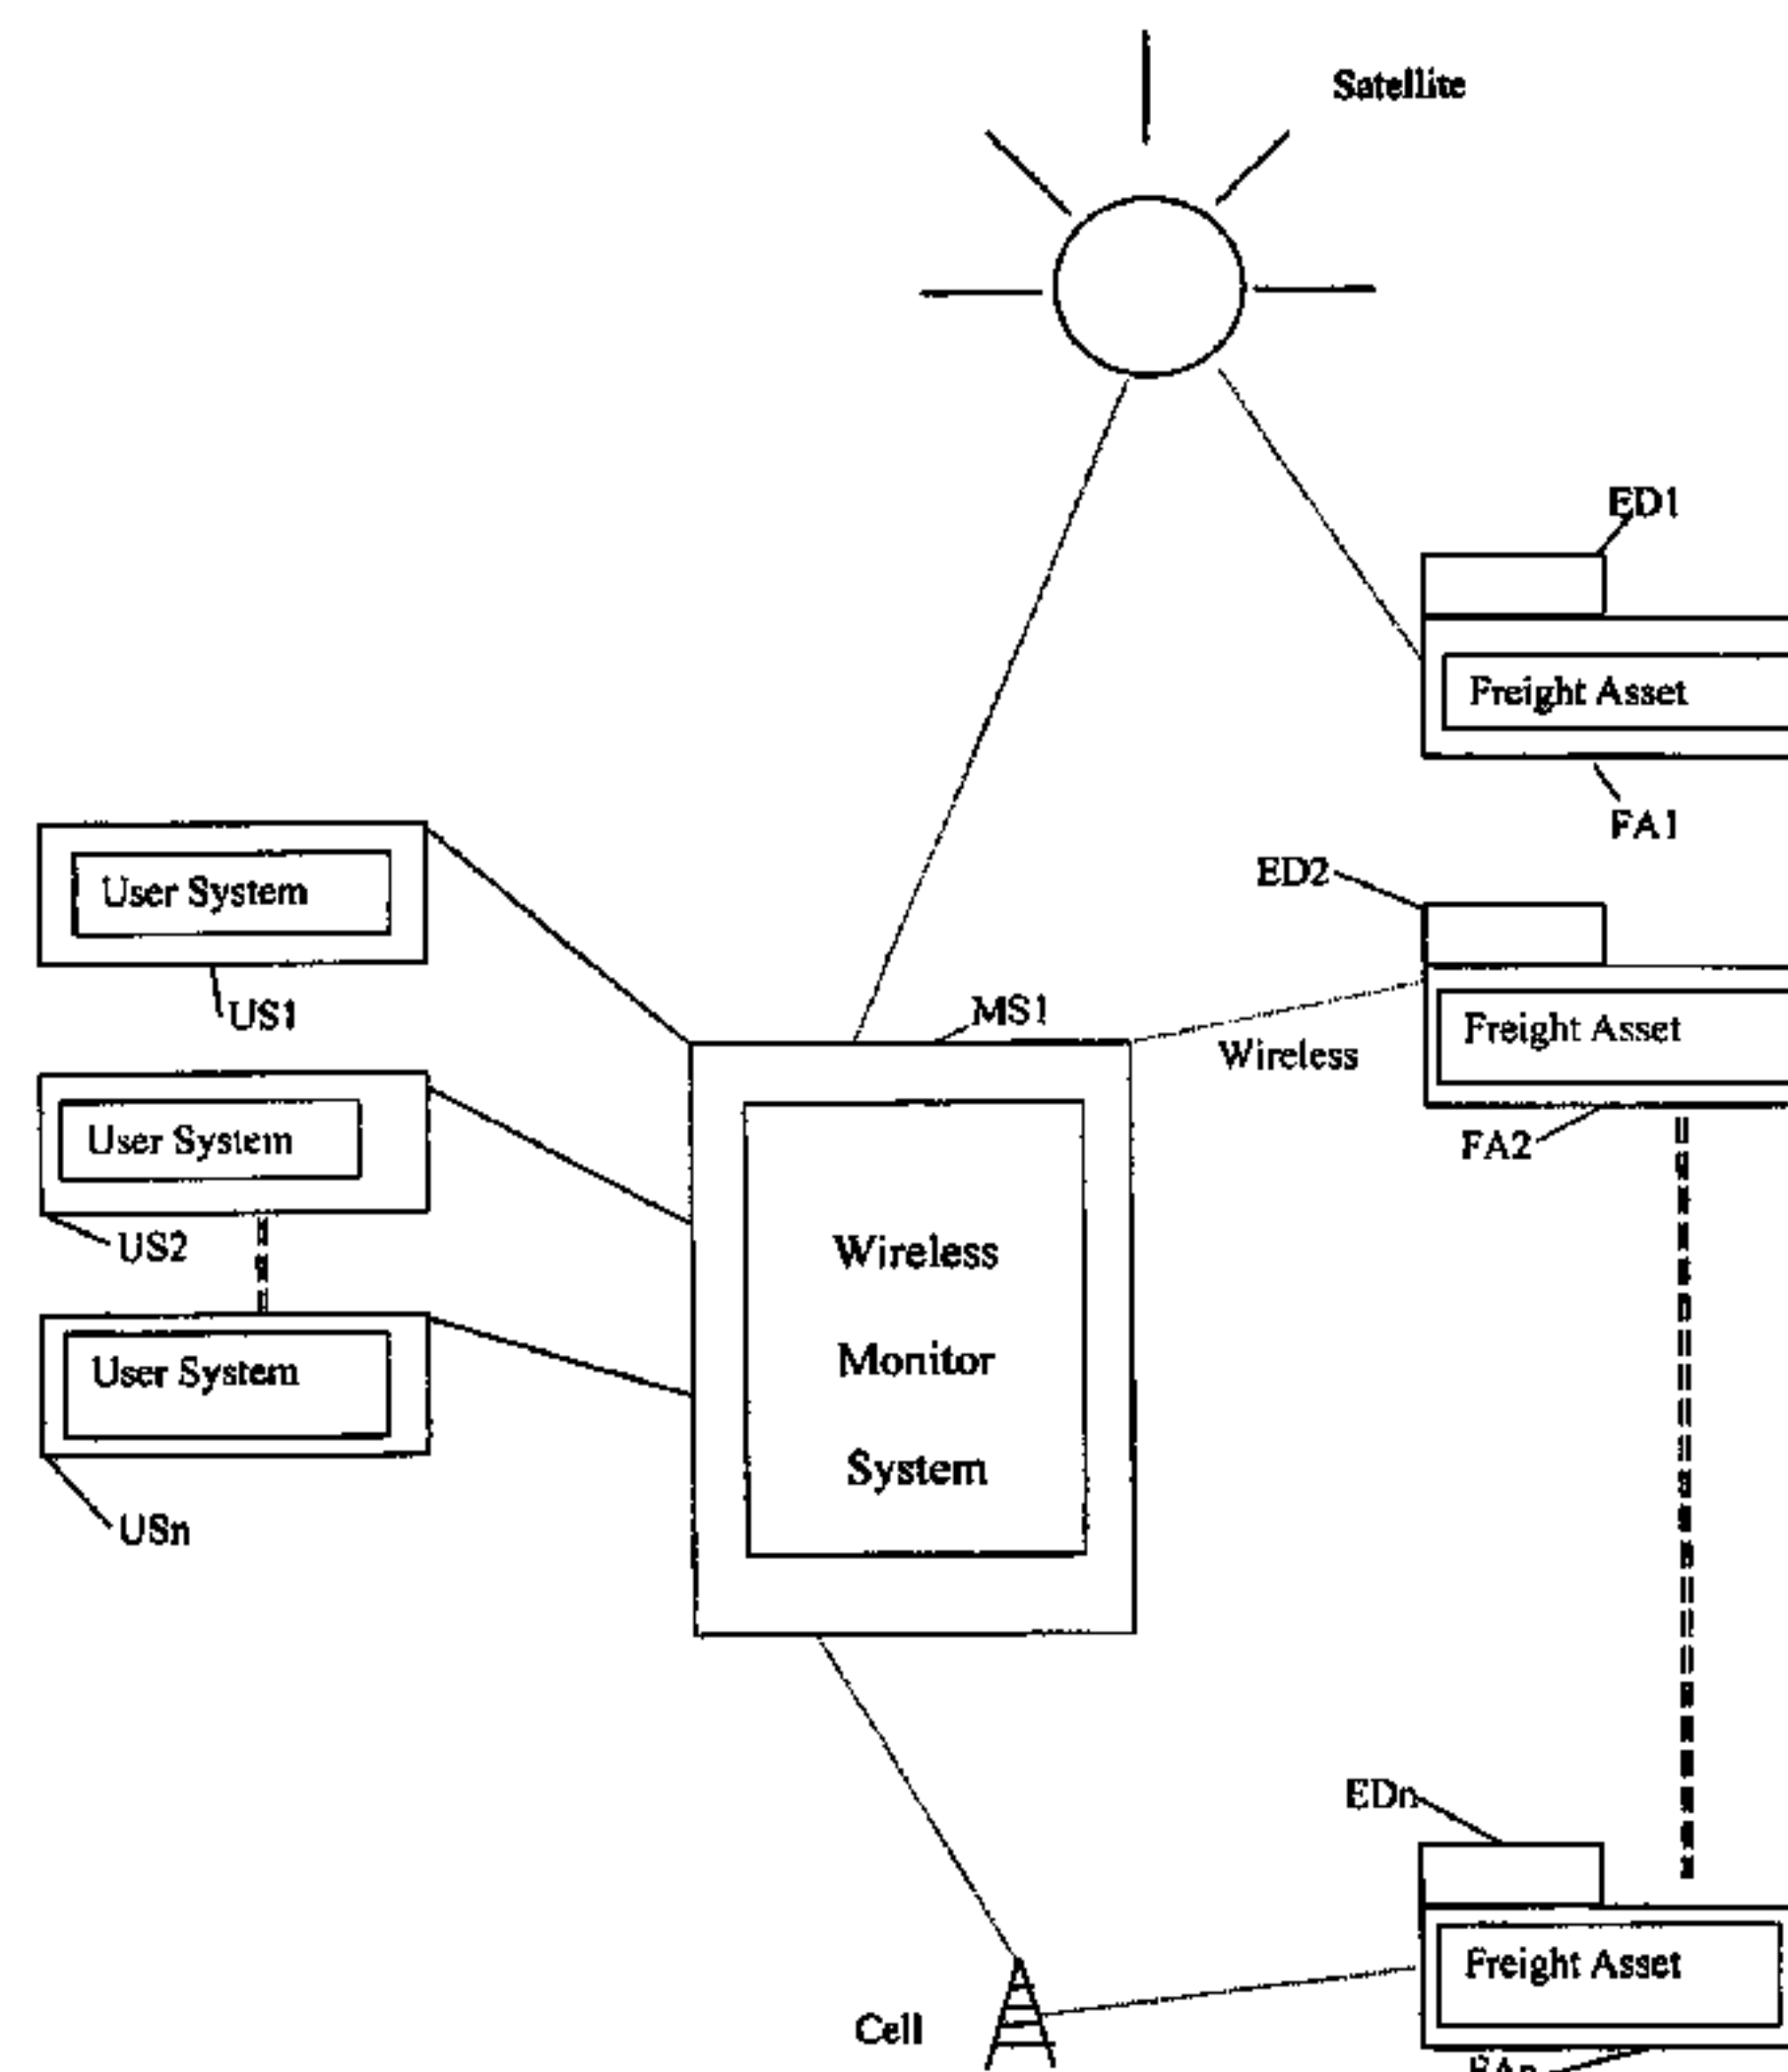 Satellite
ED1
Freight Asset
FA1
User System
US1
ED2
Freight Asset
MS1
Wireless
FA2
User System
US2
Wireless
Monitor
System
User System
USn
EDn
Freight Asset
Cell
FAn